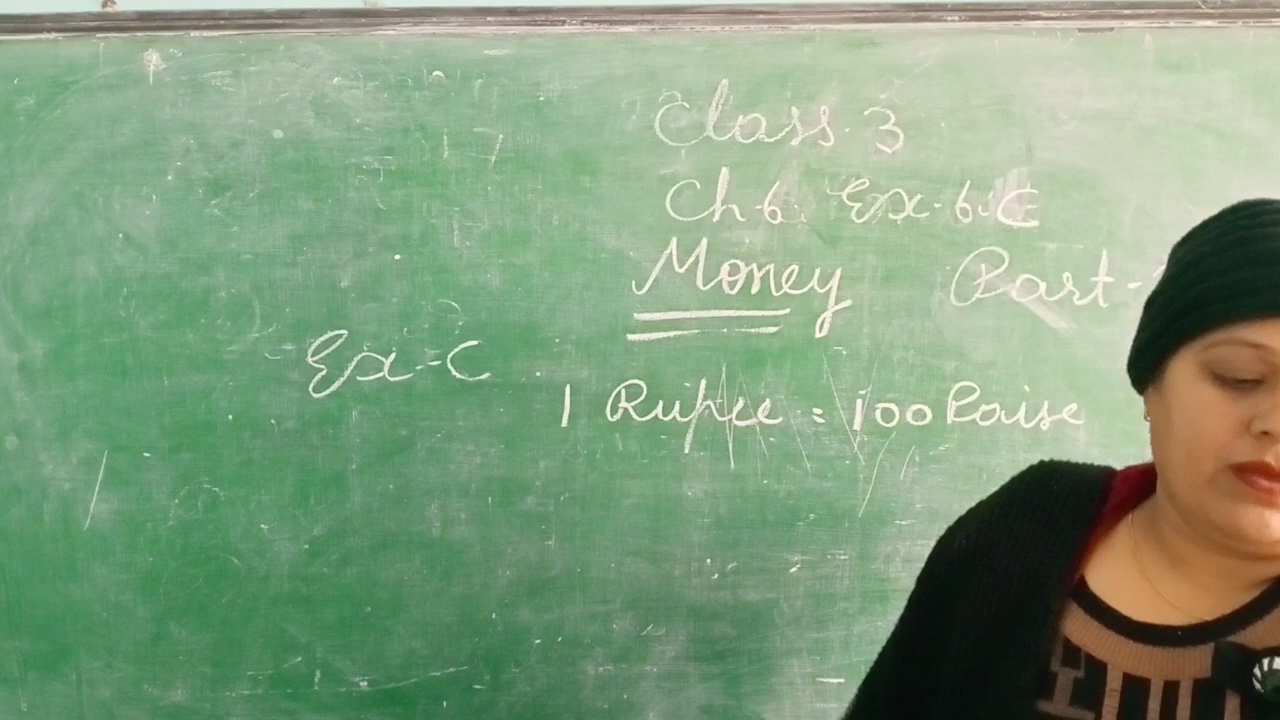 Class 3
Ch-6 Ex-6.C
Money Part-
Ex-C
1 Rupee = 100 Paise